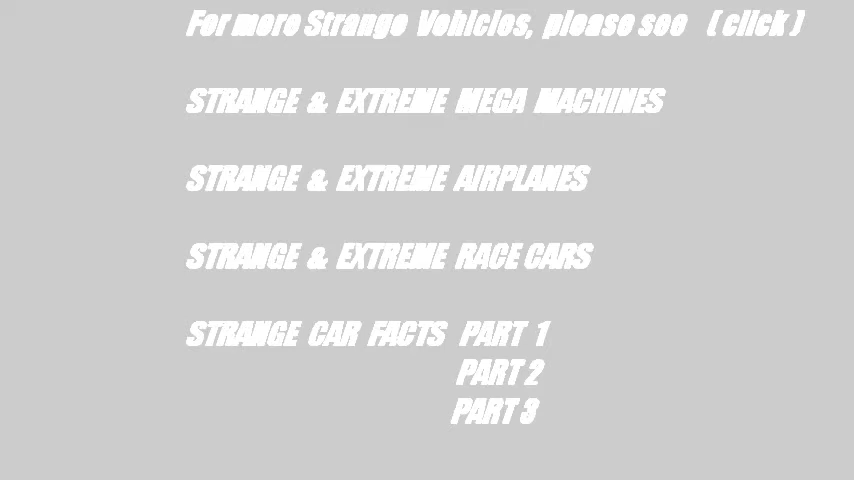 For more Strange Vehicles, please see (click)
STRANGE & EXTREME MEGA MACHINES
STRANGE & EXTREME AIRPLANES
STRANGE & EXTREME RACE CARS
STRANGE CAR FACTS PART 1
PART 2
PART 3